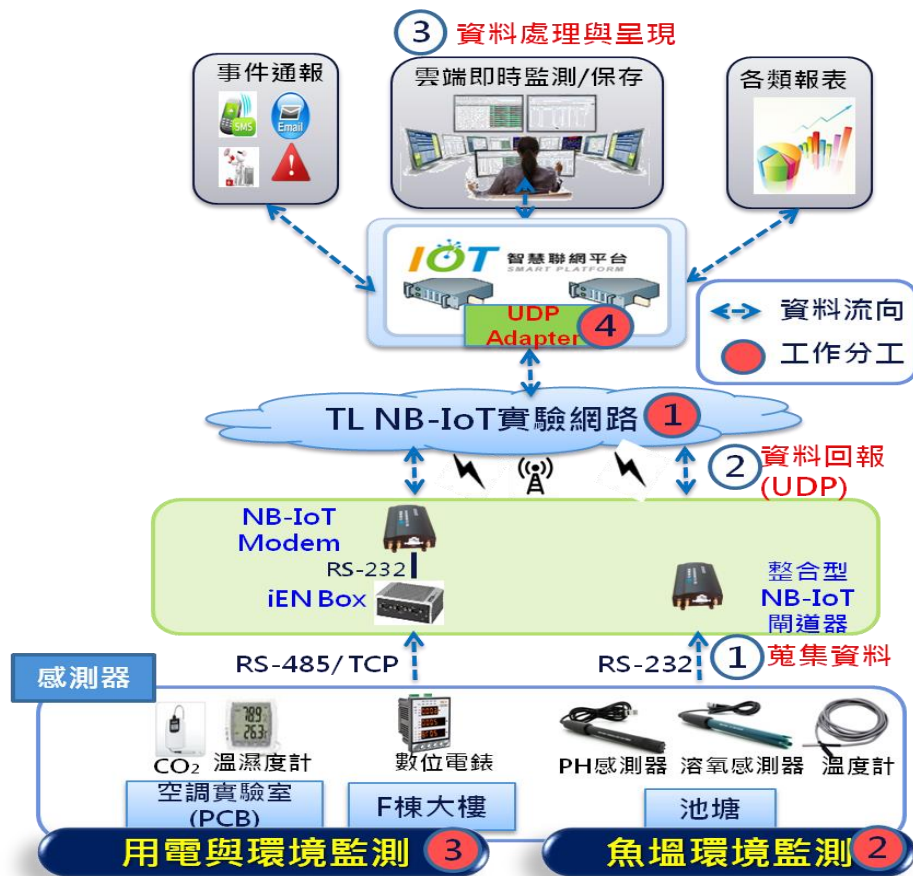 ③ 資料處理與呈現
事件通報
SMS
Email
雲端即時監測/保存
各類報表
IOT 智慧聯網平台
SMART PLATFORM
UDP
Adapter
4
資料流向
工作分工
TL NB-IoT實驗網路 1
② 資料回報
(UDP)
NB-IoT
Modem
RS-232
iEN Box
整合型
NB-IoT
閘道器
RS-485/TCP
RS-232
① 蒐集資料
感測器
CO₂
溫濕度計
數位電錶
PH感測器
溶氧感測器
溫度計
空調實驗室
(PCB)
F棟大樓
池塘
用電與環境監測 3
魚塭環境監測 2